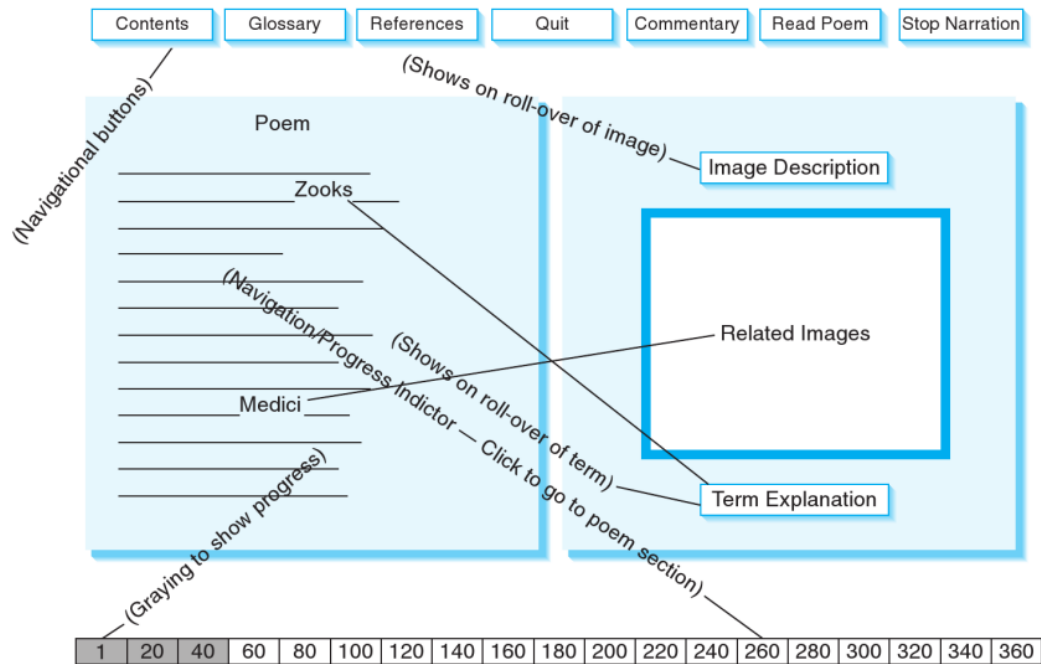 Contents
Glossary
References
Quit
Commentary
Read Poem
Stop Narration
(Navigational buttons)
(Shows on roll-over of image)
Poem
Image Description
Zooks
(Navigation/Progress Indictor — Click to go to poem section)
Related Images
(Shows on roll-over of term)
Medici
Term Explanation
(Graying to show progress)
1 20 40 60 80 100 120 140 160 180 200 220 240 260 280 300 320 340 360